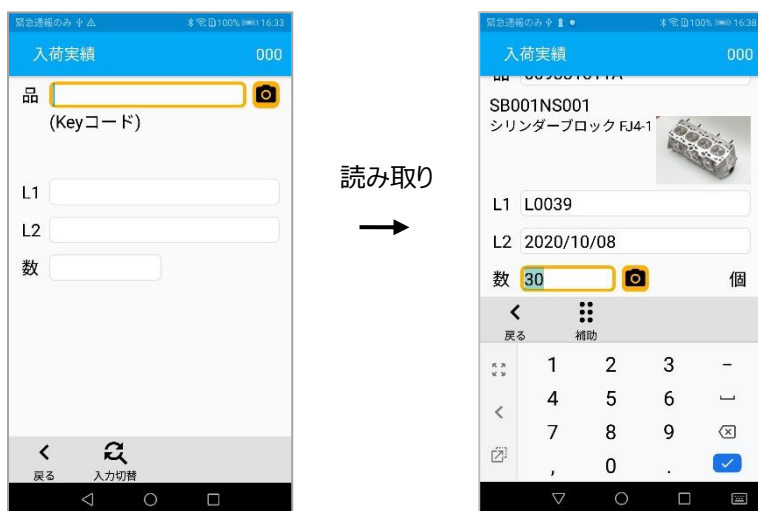 緊急通報のみ 100% 16:33
入荷実績 000
品
(Keyコード)
L1
L2
数
戻る 入力切替
読み取り
緊急通報のみ 100% 16:38
入荷実績 000
SB001NS001
シリンダーブロック FJ4-1
L1 L0039
L2 2020/10/08
数 30 個
戻る 補助
1 2 3 -
4 5 6
7 8 9
, 0 .